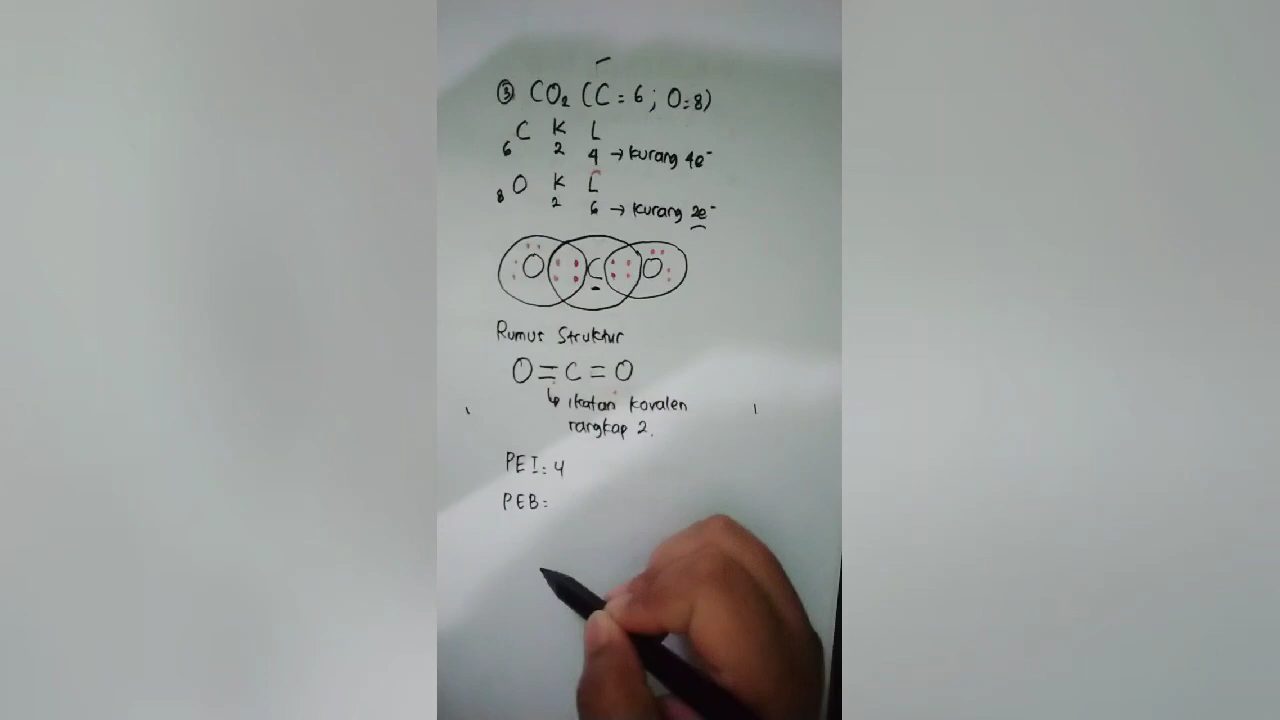 ③ CO₂ (C = 6 ; O = 8)
C K L
6 2 4 → kurang 4e⁻
O K L
8 2 6 → kurang 2e⁻
O C O
Rumus Struktur
O = C = O
↳ ikatan kovalen
rangkap 2.
PEI = 4
PEB =